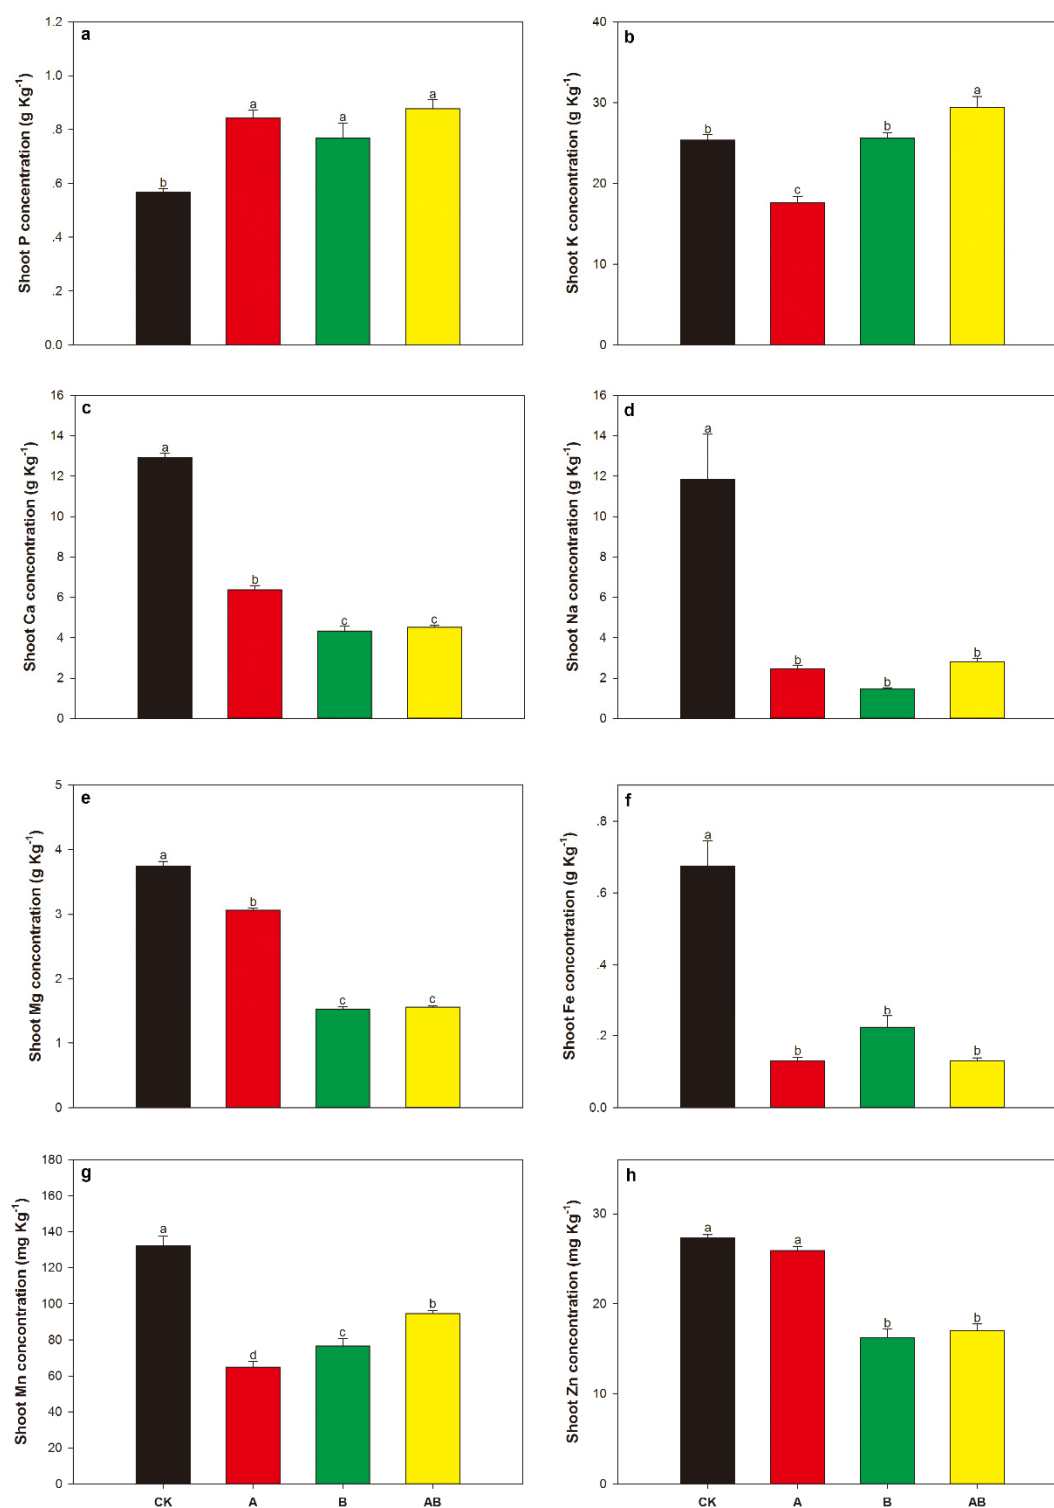 a
Shoot P concentration (g Kg-1)
1.2
1.0
.8
.6
.4
.2
0.0
b
a
a
a
b
Shoot K concentration (g Kg-1)
40
30
20
10
0
b
c
b
a
c
Shoot Ca concentration (g Kg-1)
16
14
12
10
8
6
4
2
0
a
b
c
c
d
Shoot Na concentration (g Kg-1)
16
14
12
10
8
6
4
2
0
a
b
b
b
e
Shoot Mg concentration (g Kg-1)
5
4
3
2
1
0
a
b
c
c
f
Shoot Fe concentration (g Kg-1)
.8
.6
.4
.2
0.0
a
b
b
b
g
Shoot Mn concentration (mg Kg-1)
180
160
140
120
100
80
60
40
20
0
a
d
c
b
CK A B AB
h
Shoot Zn concentration (mg Kg-1)
30
20
10
0
a
a
b
b
CK A B AB